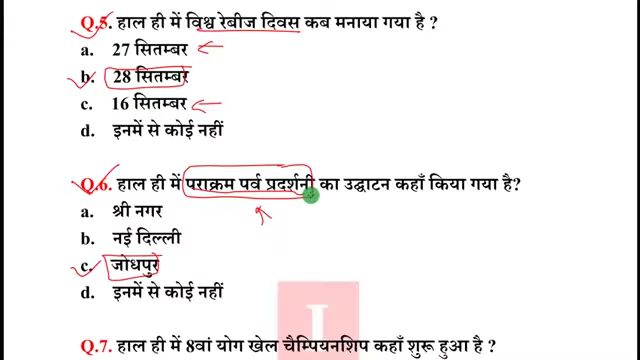 Q.5. हाल ही में विश्व रेबीज दिवस कब मनाया गया है ?
a. 27 सितम्बर
b. 28 सितम्बर
c. 16 सितम्बर
d. इनमें से कोई नहीं
Q.6. हाल ही में पराक्रम पर्व प्रदर्शनी का उद्घाटन कहाँ किया गया है?
a. श्री नगर
b. नई दिल्ली
c. जोधपुर
d. इनमें से कोई नहीं
Q.7. हाल ही में 8वां योग खेल चैम्पियनशिप कहाँ शुरू हुआ है ?